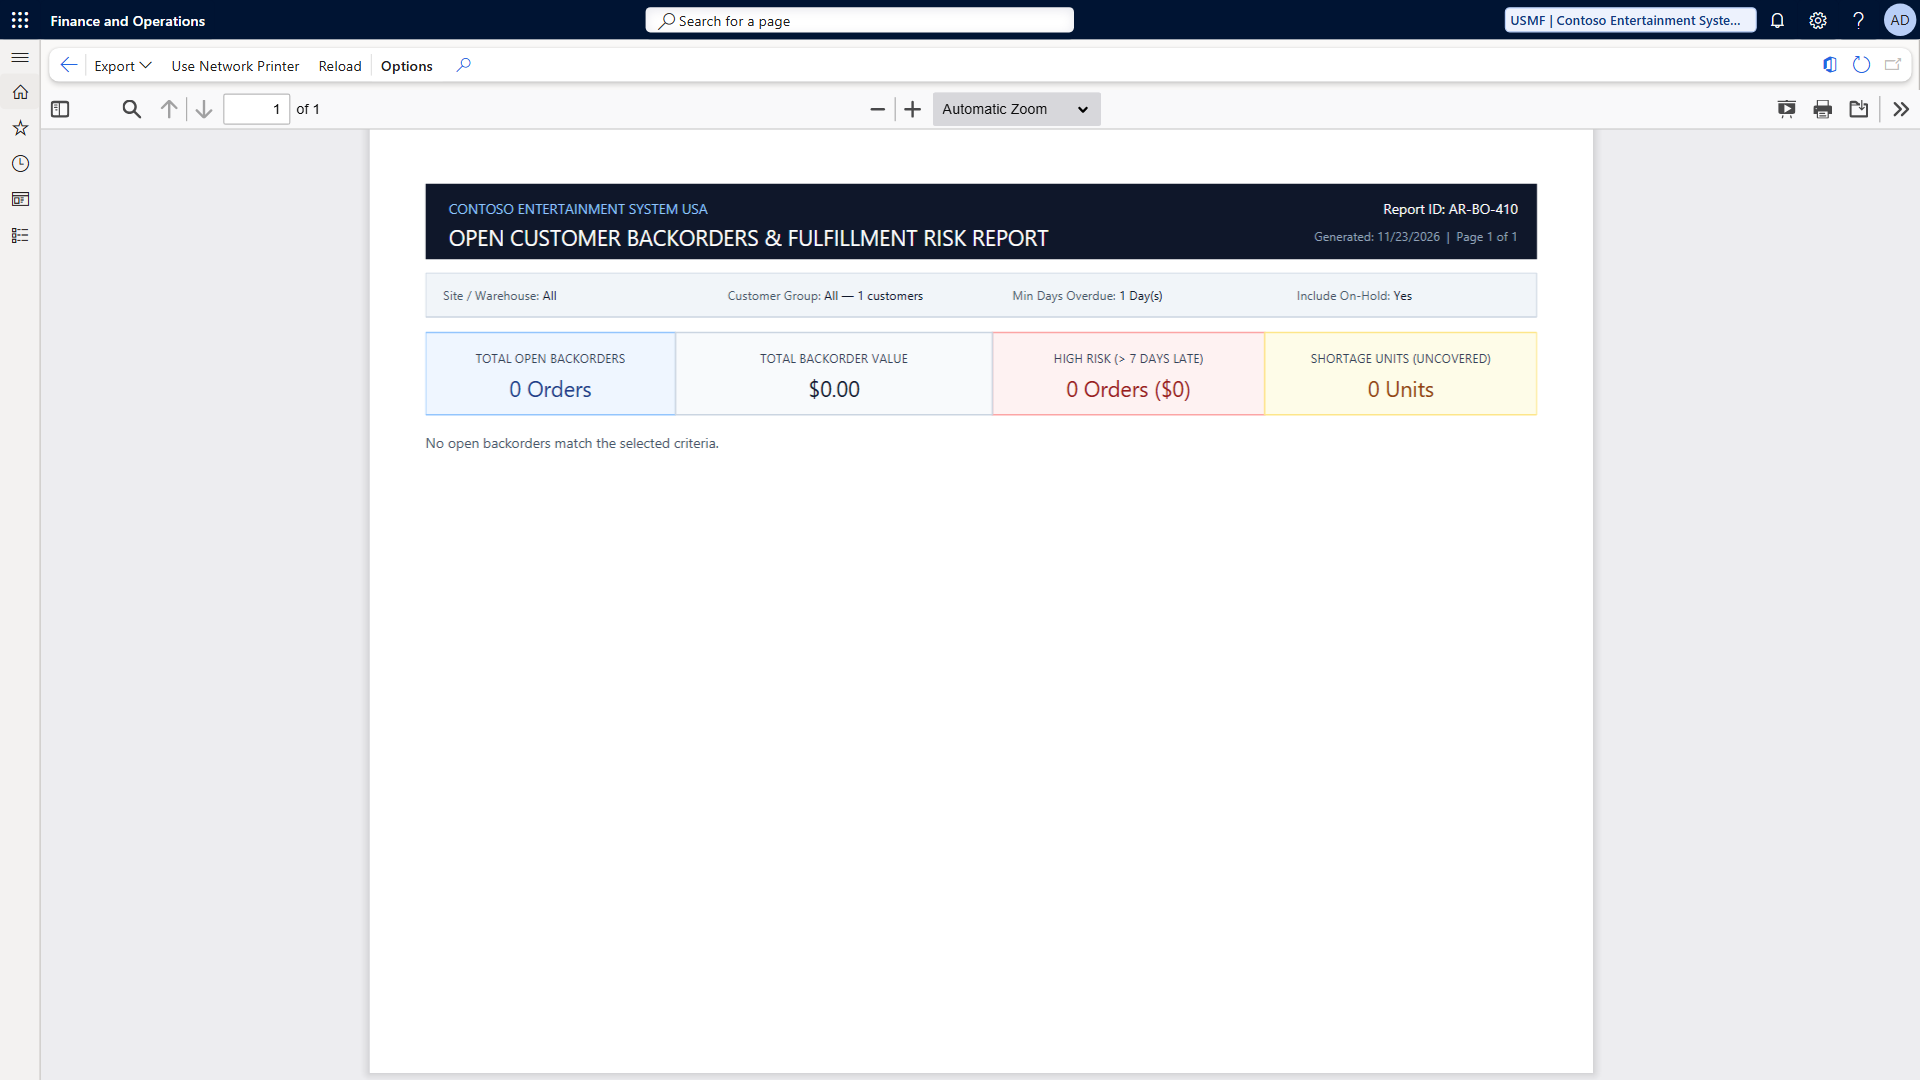 Finance and Operations
Search for a page
USMF | Contoso Entertainment Syste...
AD
Export
Use Network Printer
Reload
Options
1 of 1
Automatic Zoom
CONTOSO ENTERTAINMENT SYSTEM USA
Report ID: AR-BO-410
OPEN CUSTOMER BACKORDERS & FULFILLMENT RISK REPORT
Generated: 11/23/2026 | Page 1 of 1
Site / Warehouse: All
Customer Group: All — 1 customers
Min Days Overdue: 1 Day(s)
Include On-Hold: Yes
TOTAL OPEN BACKORDERS
0 Orders
TOTAL BACKORDER VALUE
$0.00
HIGH RISK (> 7 DAYS LATE)
0 Orders ($0)
SHORTAGE UNITS (UNCOVERED)
0 Units
No open backorders match the selected criteria.